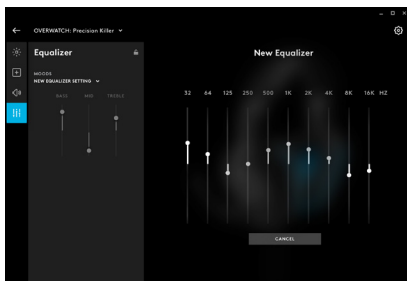 OVERWATCH: Precision Killer
Equalizer
MOODS
NEW EQUALIZER SETTING
BASS MID TREBLE
New Equalizer
32 64 125 250 500 1K 2K 4K 8K 16K HZ
CANCEL